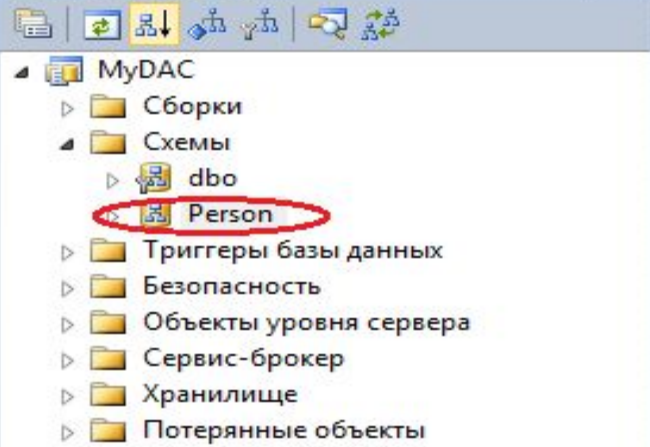 MyDAC
Сборки
Схемы
dbo
Person
Триггеры базы данных
Безопасность
Объекты уровня сервера
Сервис-брокер
Хранилище
Потерянные объекты